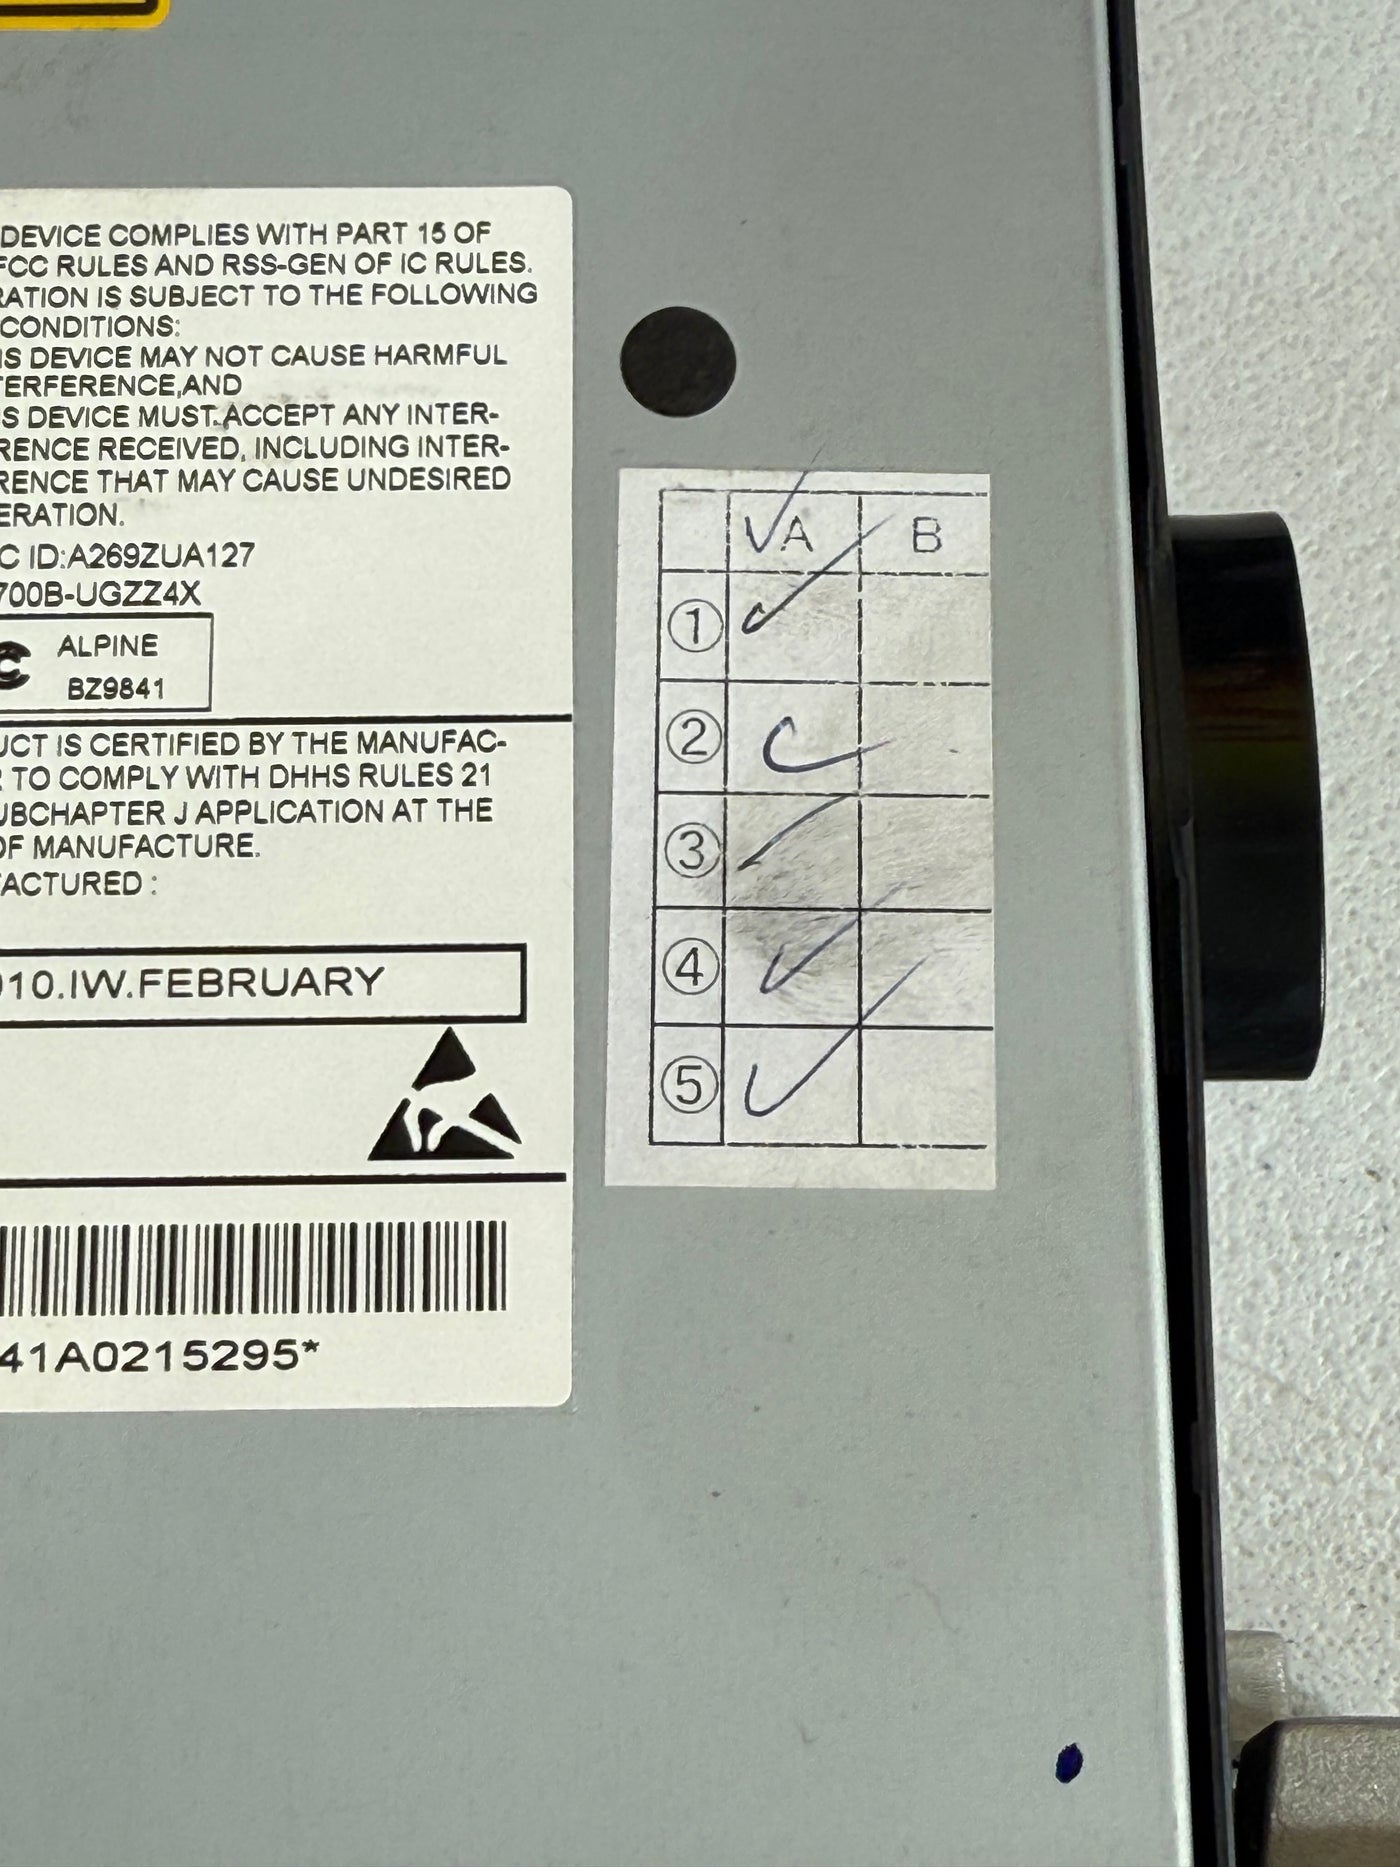 DEVICE COMPLIES WITH PART 15 OF
FCC RULES AND RSS-GEN OF IC RULES.
RATION IS SUBJECT TO THE FOLLOWING
CONDITIONS:
IS DEVICE MAY NOT CAUSE HARMFUL
TERFERENCE,AND
S DEVICE MUST ACCEPT ANY INTER-
RENCE RECEIVED, INCLUDING INTER-
RENCE THAT MAY CAUSE UNDESIRED
ERATION.
C ID:A269ZUA127
700B-UGZZ4X
ALPINE
BZ9841
UCT IS CERTIFIED BY THE MANUFAC-
R TO COMPLY WITH DHHS RULES 21
UBCHAPTER J APPLICATION AT THE
OF MANUFACTURE.
FACTURED :
010.IW.FEBRUARY
41A0215295*
✓A B
① ✓
② ✓
③ ✓
④ ✓
⑤ ✓